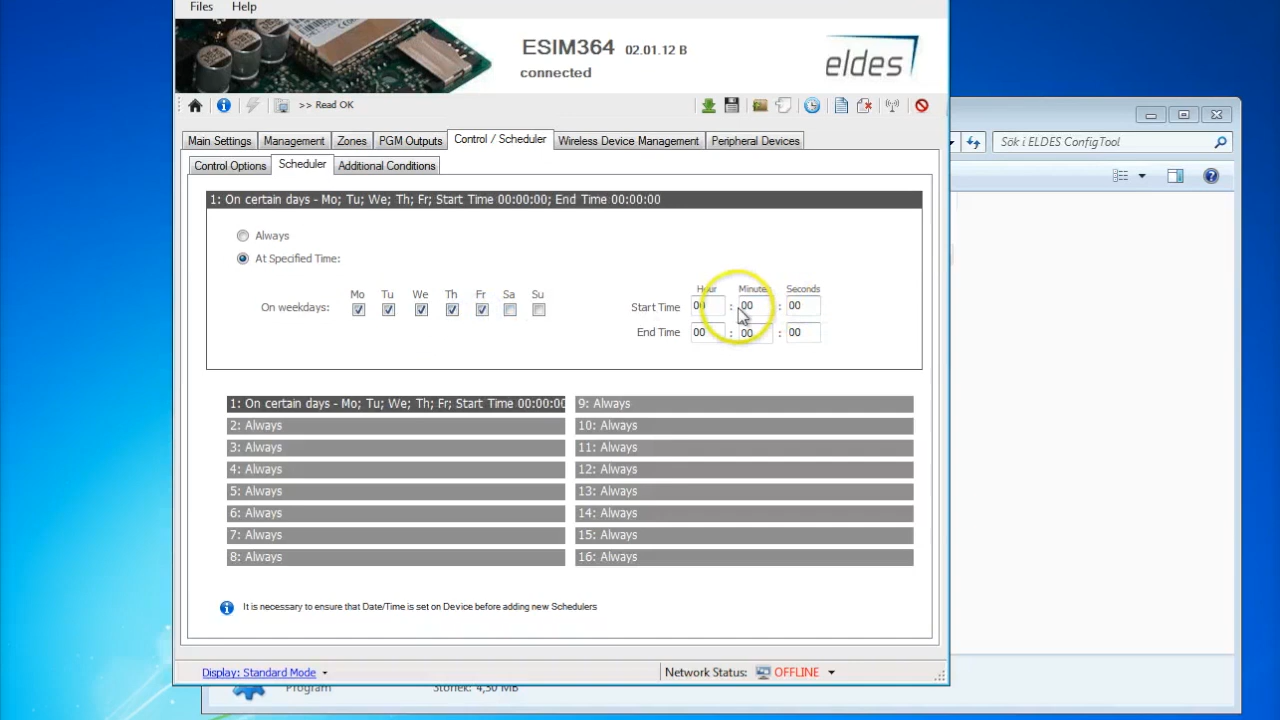 Files Help
ESIM364 02.01.12 B
connected
eldes
>> Read OK
Main Settings Management Zones PGM Outputs Control / Scheduler Wireless Device Management Peripheral Devices
Control Options Scheduler Additional Conditions
Sök i ELDES ConfigTool
1: On certain days - Mo; Tu; We; Th; Fr; Start Time 00:00:00; End Time 00:00:00
Always
At Specified Time:
On weekdays: Mo Tu We Th Fr Sa Su
Hour Minutes Seconds
Start Time 00 : 00 : 00
End Time 00 : 00 : 00
1: On certain days - Mo; Tu; We; Th; Fr; Start Time 00:00:00
2: Always
3: Always
4: Always
5: Always
6: Always
7: Always
8: Always
9: Always
10: Always
11: Always
12: Always
13: Always
14: Always
15: Always
16: Always
It is necessary to ensure that Date/Time is set on Device before adding new Schedulers
Display: Standard Mode
Network Status: OFFLINE
Program Storlek: 4,50 MB